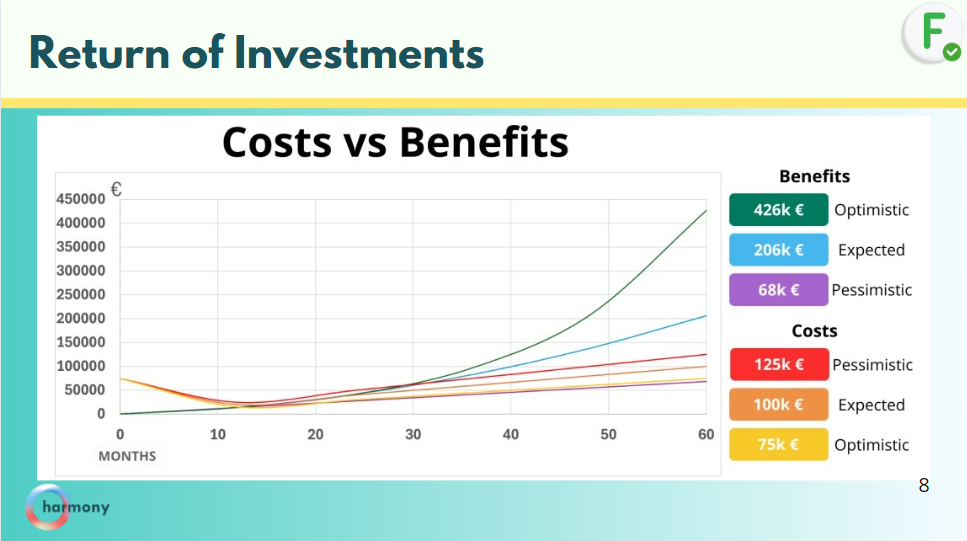 Return of Investments
F
Costs vs Benefits
€
450000
400000
350000
300000
250000
200000
150000
100000
50000
0
0 10 20 30 40 50 60
MONTHS
Benefits
426k € Optimistic
206k € Expected
68k € Pessimistic
Costs
125k € Pessimistic
100k € Expected
75k € Optimistic
8
harmony